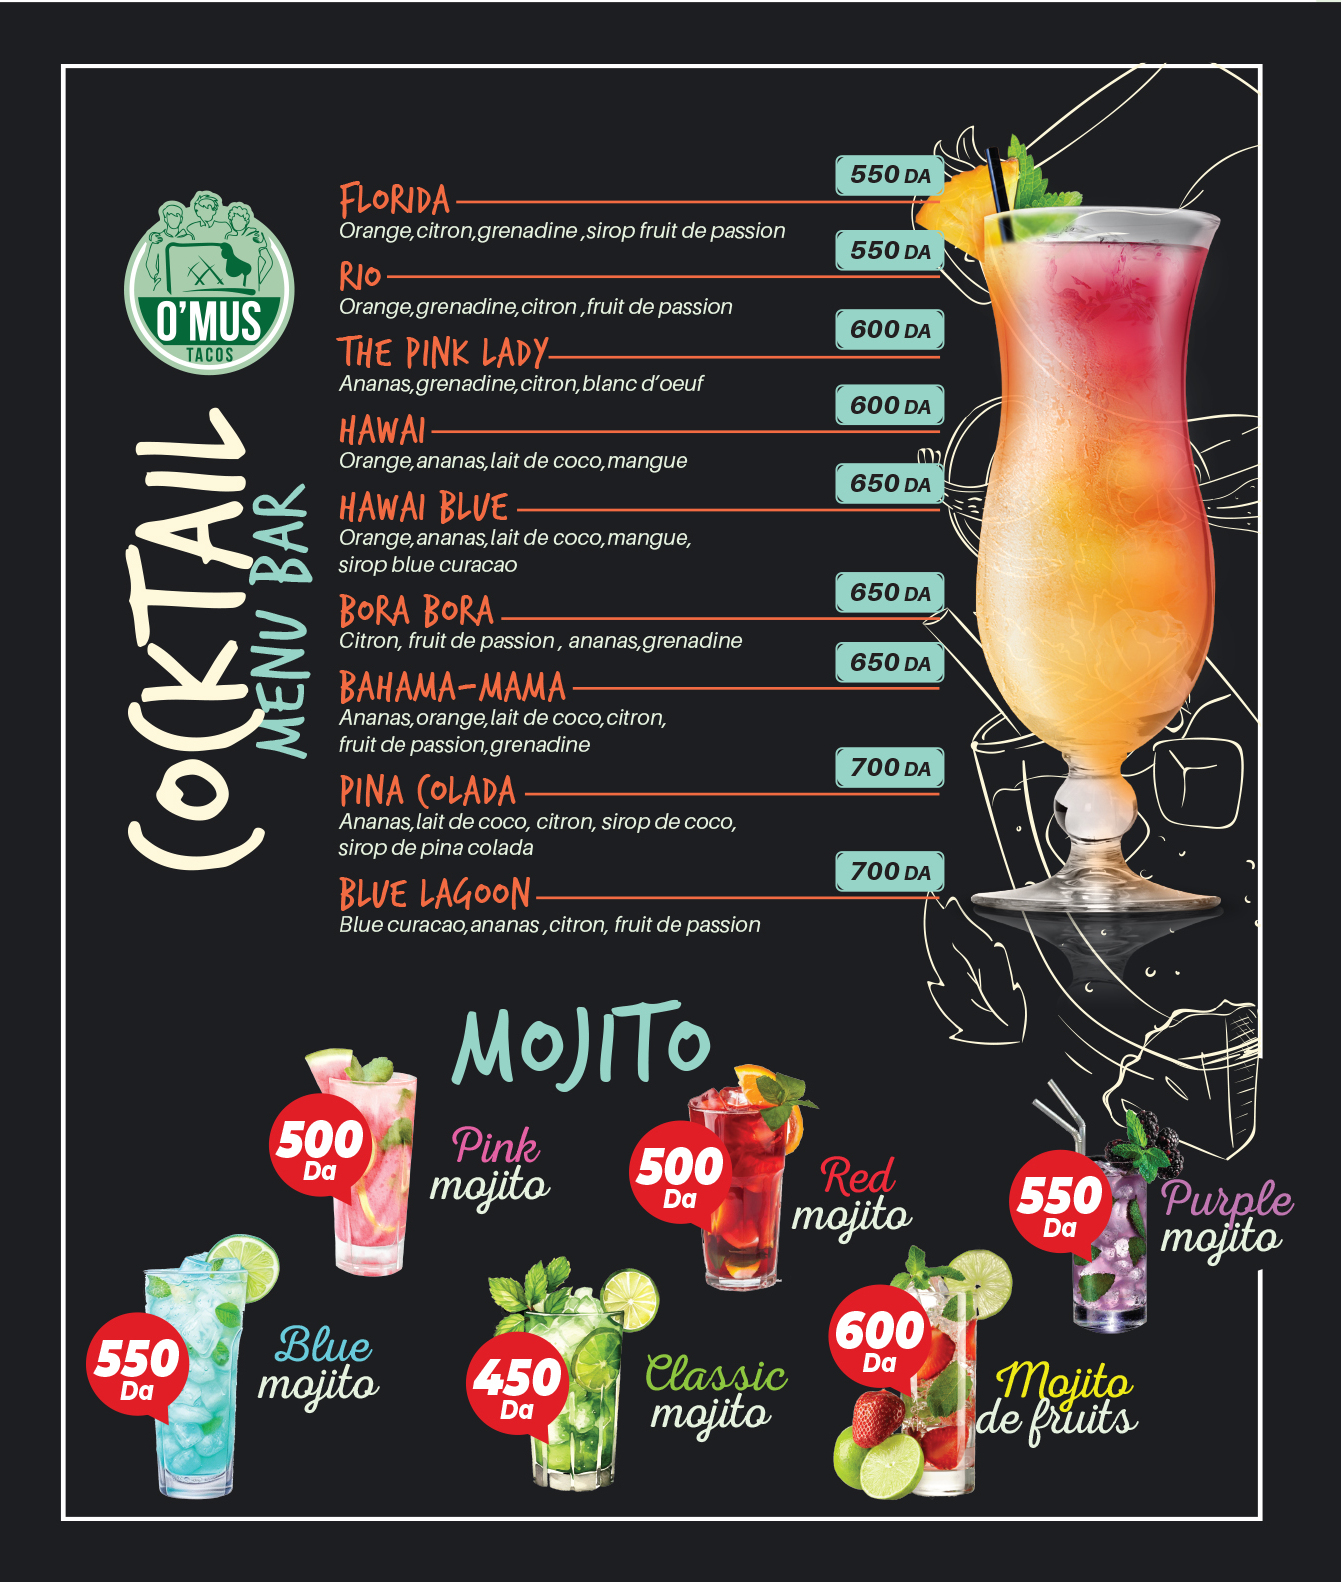 O'MUS
TACOS
COCKTAIL
MENU BAR
FLORIDA 550 DA
Orange,citron,grenadine ,sirop fruit de passion
RIO 550 DA
Orange,grenadine,citron ,fruit de passion
THE PINK LADY 600 DA
Ananas,grenadine,citron,blanc d'oeuf
HAWAI 600 DA
Orange,ananas,lait de coco,mangue
HAWAI BLUE 650 DA
Orange,ananas,lait de coco,mangue,
sirop blue curacao
BORA BORA 650 DA
Citron, fruit de passion , ananas,grenadine
BAHAMA-MAMA 650 DA
Ananas,orange,lait de coco,citron,
fruit de passion,grenadine
PINA COLADA 700 DA
Ananas,lait de coco, citron, sirop de coco,
sirop de pina colada
BLUE LAGOON 700 DA
Blue curacao,ananas ,citron, fruit de passion
MOJITO
500
Da
Pink
mojito
500
Da
Red
mojito
550
Da
Purple
mojito
550
Da
Blue
mojito
450
Da
Classic
mojito
600
Da
Mojito
de fruits